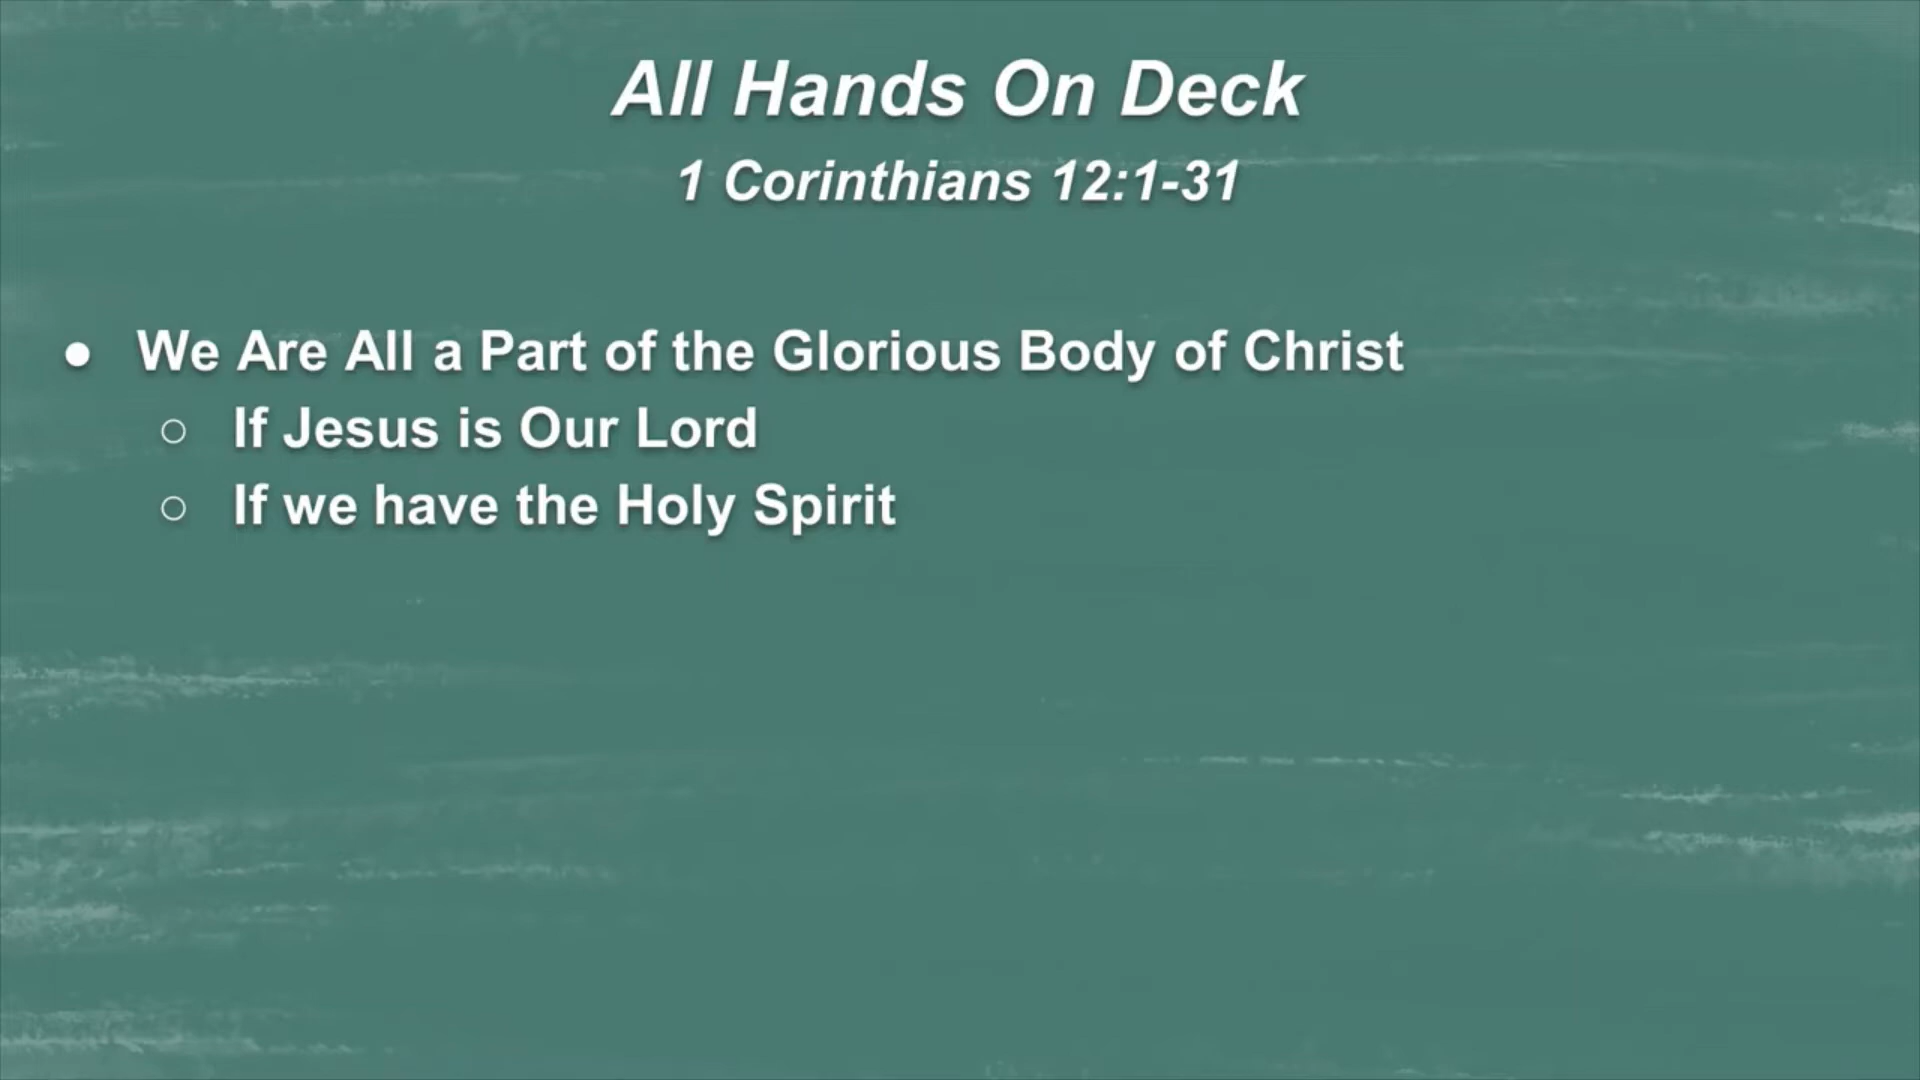 All Hands On Deck
1 Corinthians 12:1-31
● We Are All a Part of the Glorious Body of Christ
○ If Jesus is Our Lord
○ If we have the Holy Spirit